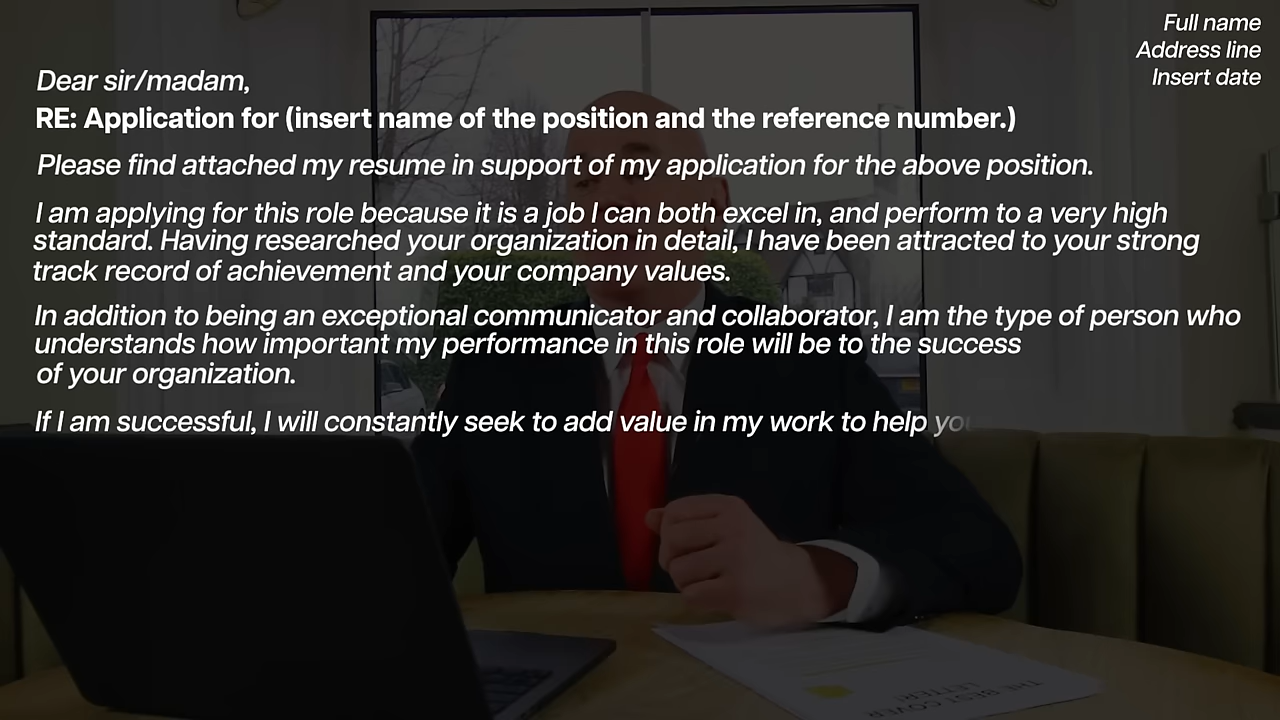 Full name
Address line
Insert date
Dear sir/madam,
RE: Application for (insert name of the position and the reference number.)
Please find attached my resume in support of my application for the above position.
I am applying for this role because it is a job I can both excel in, and perform to a very high
standard. Having researched your organization in detail, I have been attracted to your strong
track record of achievement and your company values.
In addition to being an exceptional communicator and collaborator, I am the type of person who
understands how important my performance in this role will be to the success
of your organization.
If I am successful, I will constantly seek to add value in my work to help you
THE BEST COVER
LETTER!